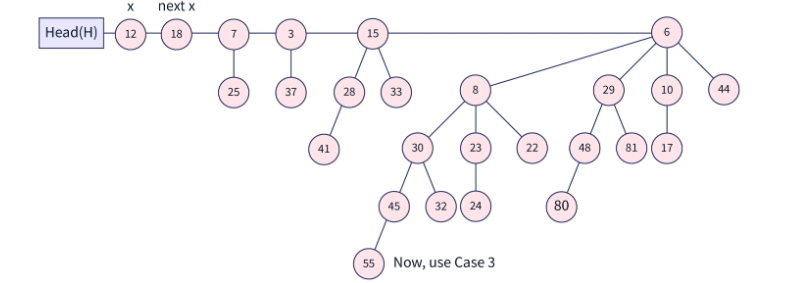 x next x
Head(H) 12 18 7 3 15 6
25 37 28 33 8 29 10 44
41 30 23 22 48 81 17
45 32 24 80
55 Now, use Case 3